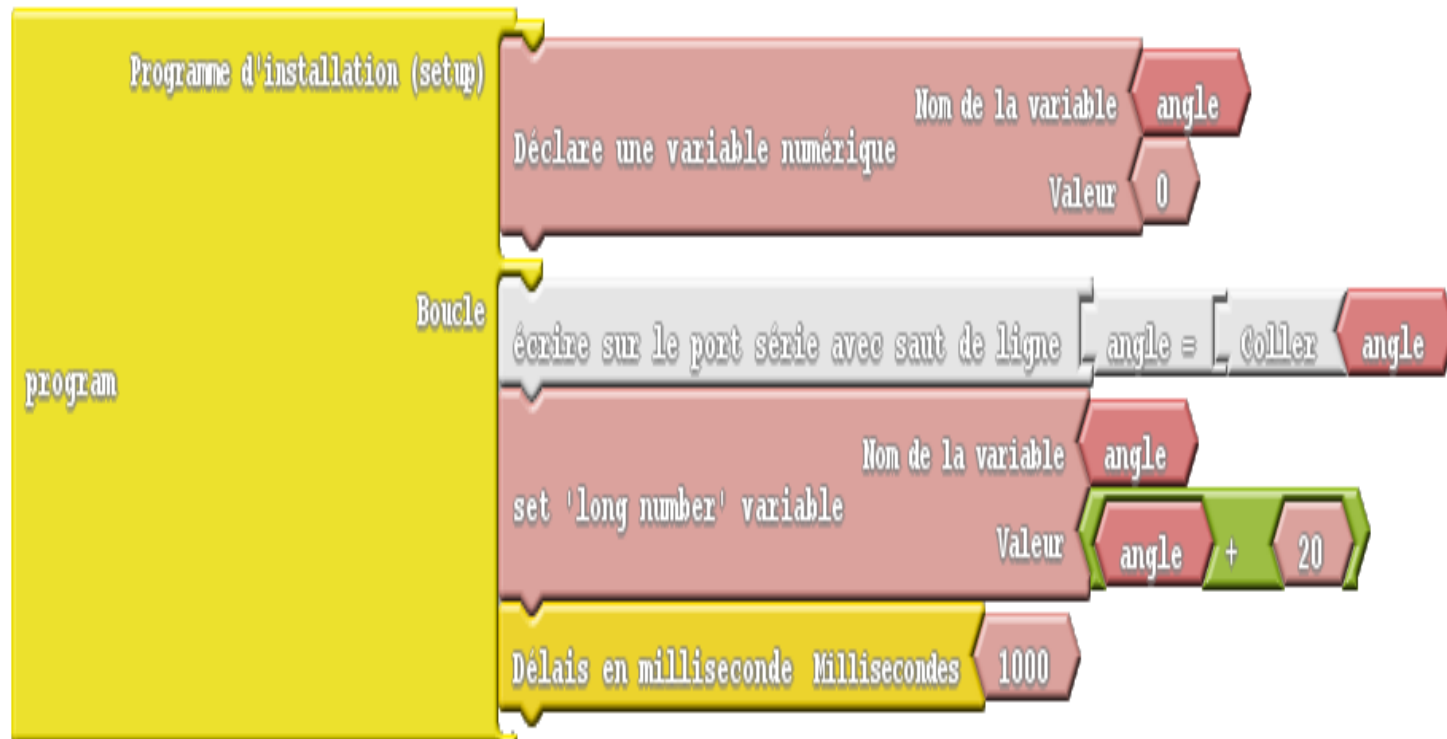 Programme d'installation (setup)
Nom de la variable angle
Déclare une variable numérique
Valeur 0
Boucle
écrire sur le port série avec saut de ligne angle = Coller angle
program
Nom de la variable angle
set 'long number' variable
Valeur angle + 20
Délais en milliseconde Millisecondes 1000